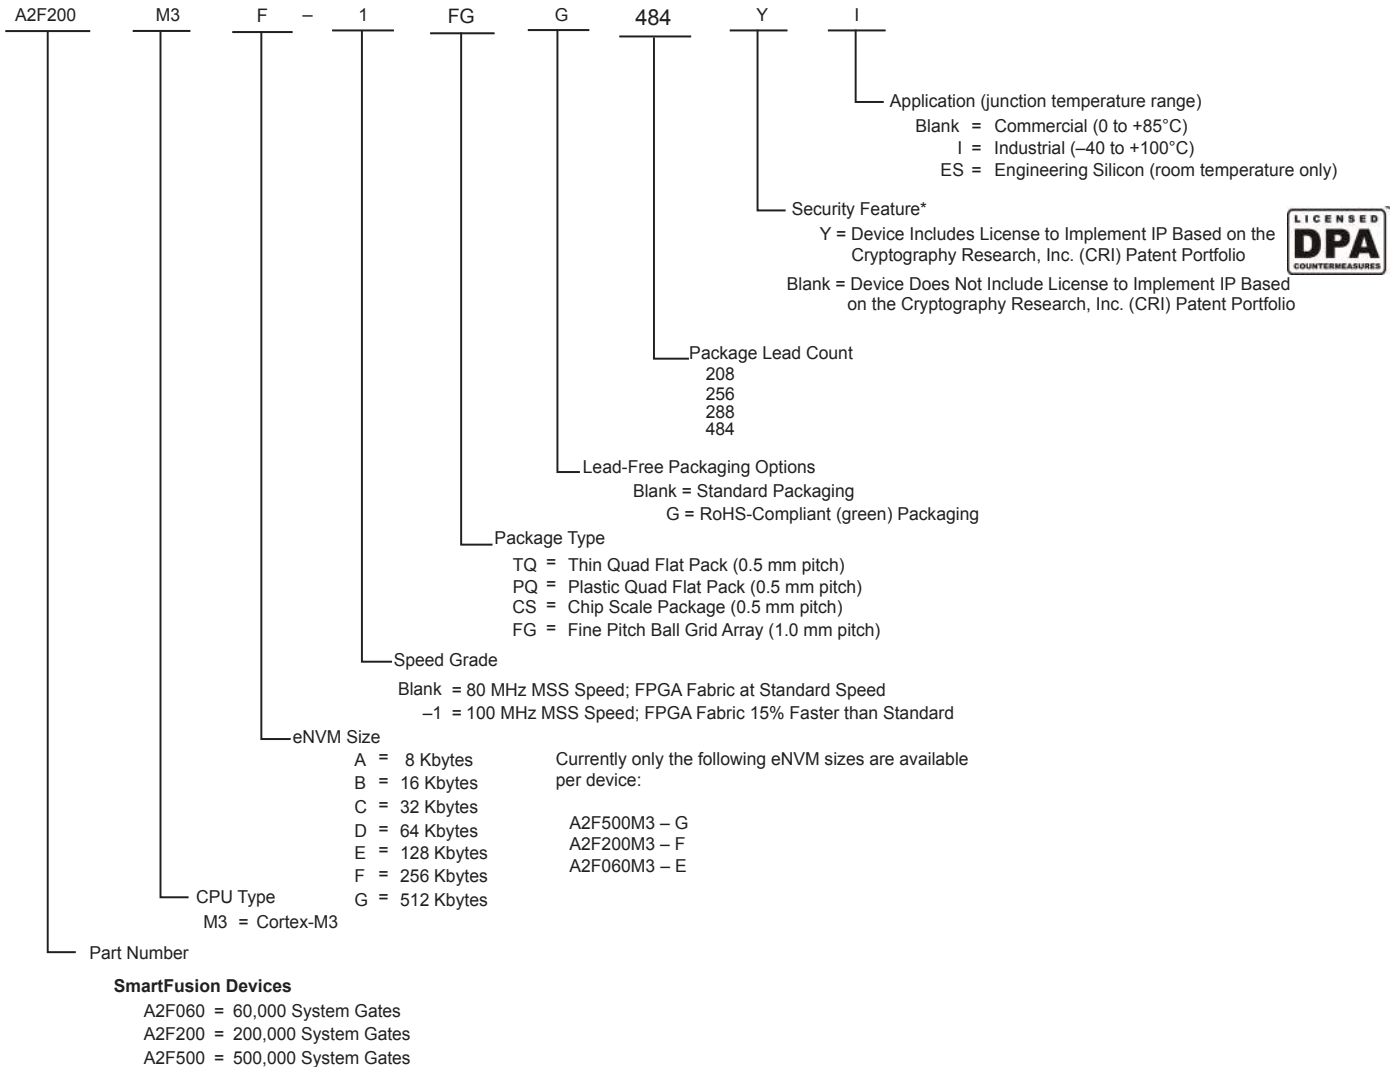 A2F200 M3 F – 1 FG G 484 Y I
Application (junction temperature range)
Blank = Commercial (0 to +85°C)
I = Industrial (–40 to +100°C)
ES = Engineering Silicon (room temperature only)
Security Feature*
Y = Device Includes License to Implement IP Based on the
Cryptography Research, Inc. (CRI) Patent Portfolio
LICENSED
DPA
COUNTERMEASURES
Blank = Device Does Not Include License to Implement IP Based
on the Cryptography Research, Inc. (CRI) Patent Portfolio
Package Lead Count
208
256
288
484
Lead-Free Packaging Options
Blank = Standard Packaging
G = RoHS-Compliant (green) Packaging
Package Type
TQ = Thin Quad Flat Pack (0.5 mm pitch)
PQ = Plastic Quad Flat Pack (0.5 mm pitch)
CS = Chip Scale Package (0.5 mm pitch)
FG = Fine Pitch Ball Grid Array (1.0 mm pitch)
Speed Grade
Blank = 80 MHz MSS Speed; FPGA Fabric at Standard Speed
–1 = 100 MHz MSS Speed; FPGA Fabric 15% Faster than Standard
eNVM Size
A = 8 Kbytes
B = 16 Kbytes
C = 32 Kbytes
D = 64 Kbytes
E = 128 Kbytes
F = 256 Kbytes
G = 512 Kbytes
Currently only the following eNVM sizes are available
per device:
A2F500M3 – G
A2F200M3 – F
A2F060M3 – E
CPU Type
M3 = Cortex-M3
Part Number
SmartFusion Devices
A2F060 = 60,000 System Gates
A2F200 = 200,000 System Gates
A2F500 = 500,000 System Gates